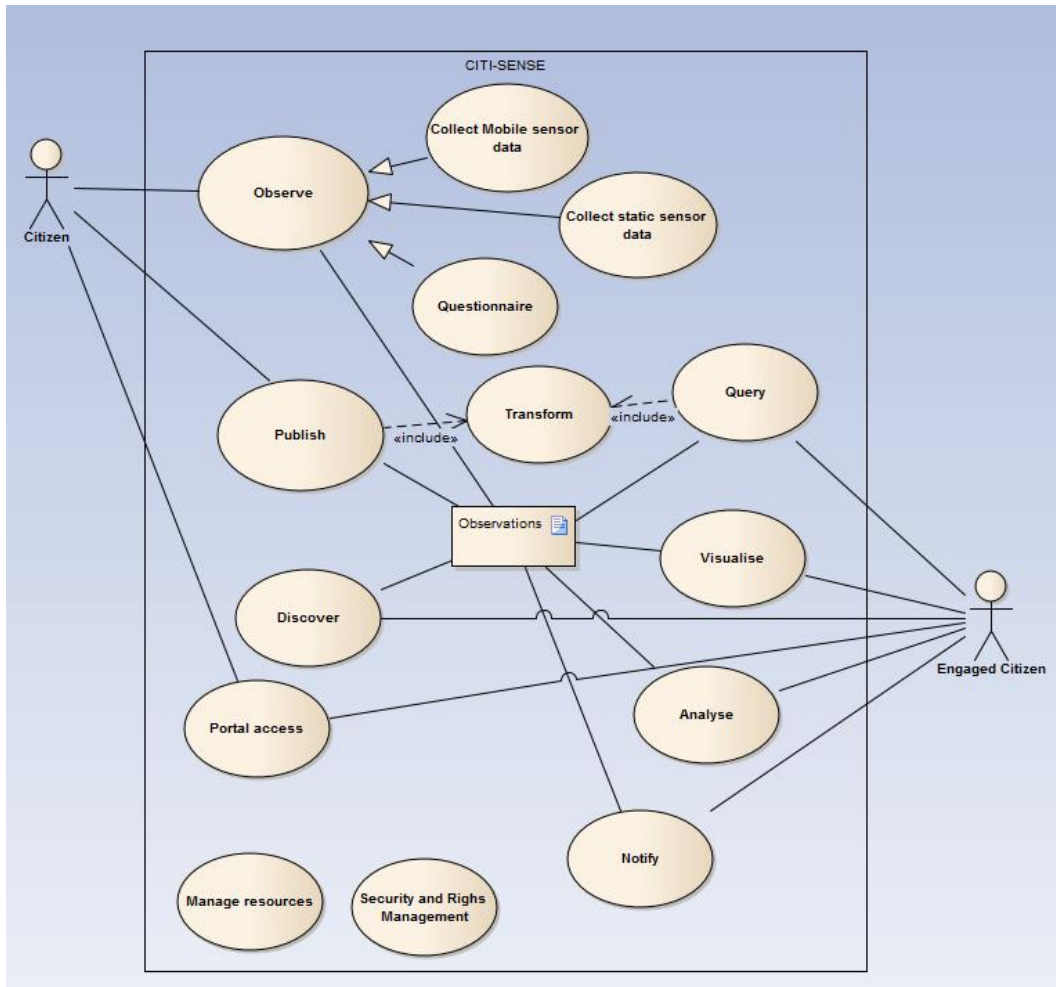 CITI-SENSE
Collect Mobile sensor
data
Observe
Collect static sensor
data
Citizen
Questionnaire
Query
Transform
Publish
«include»
«include»
Observations
Visualise
Discover
Engaged Citizen
Portal access
Analyse
Notify
Manage resources
Security and Righs
Management